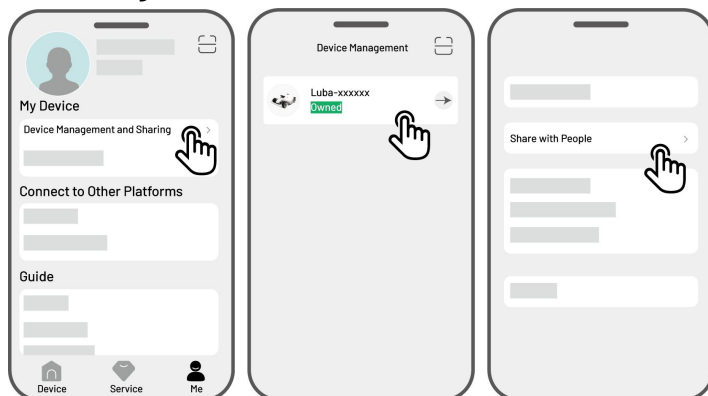 My Device
Device Management and Sharing
Connect to Other Platforms
Guide
Device
Service
Me
Device Management
Luba-xxxxxx
Owned
Share with People